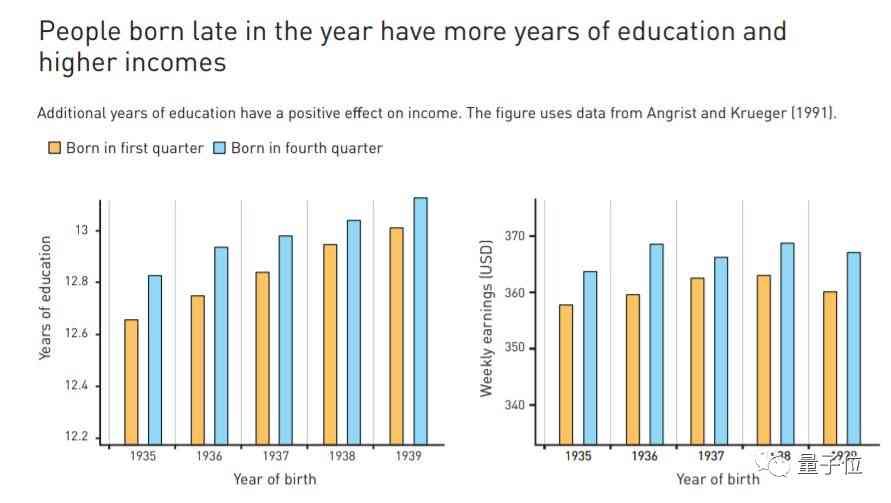 People born late in the year have more years of education and
higher incomes
Additional years of education have a positive effect on income. The figure uses data from Angrist and Krueger (1991).
Born in first quarter
Born in fourth quarter
Years of education
13
12.8
12.6
12.4
12.2
1935
1936
1937
1938
1939
Year of birth
Weekly earnings (USD)
370
360
350
340
1935
1936
1937
Year of birth
量子位